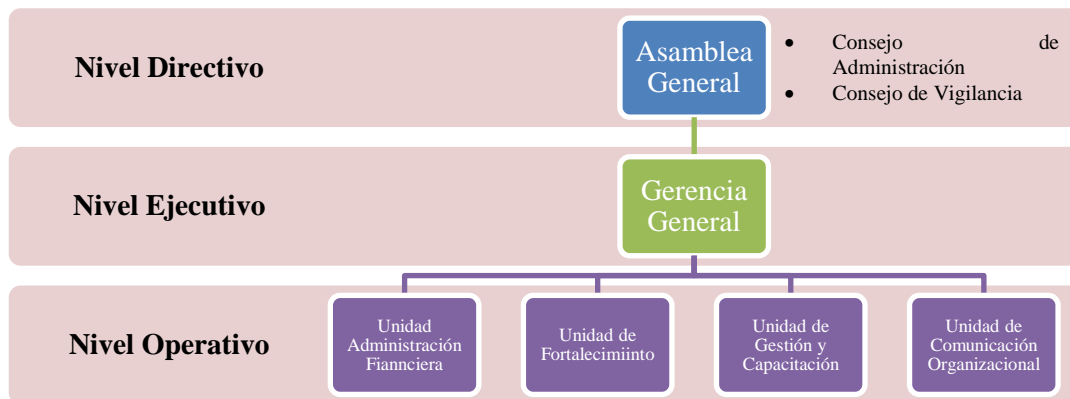 Nivel Directivo
Asamblea
General
• Consejo de
Administración
• Consejo de Vigilancia
Nivel Ejecutivo
Gerencia
General
Nivel Operativo
Unidad
Administración
Fiannciera
Unidad de
Fortalecimiinto
Unidad de
Gestión y
Capacitación
Unidad de
Comunicación
Organizacional